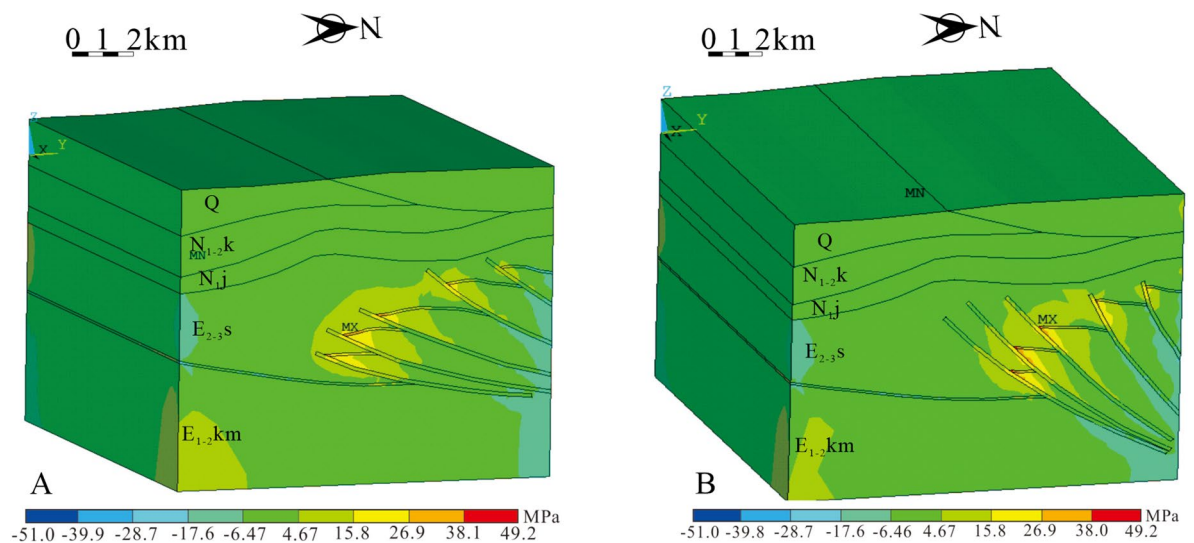 0 1 2km
N
Z
X
Y
Q
N₁₋₂k
MN
N₁j
E₂₋₃s
MX
E₁₋₂km
A
MPa
-51.0 -39.9 -28.7 -17.6 -6.47 4.67 15.8 26.9 38.1 49.2
0 1 2km
N
Z
X
Y
MN
Q
N₁₋₂k
N₁j
MX
E₂₋₃s
E₁₋₂km
B
MPa
-51.0 -39.8 -28.7 -17.6 -6.46 4.67 15.8 26.9 38.1 49.2